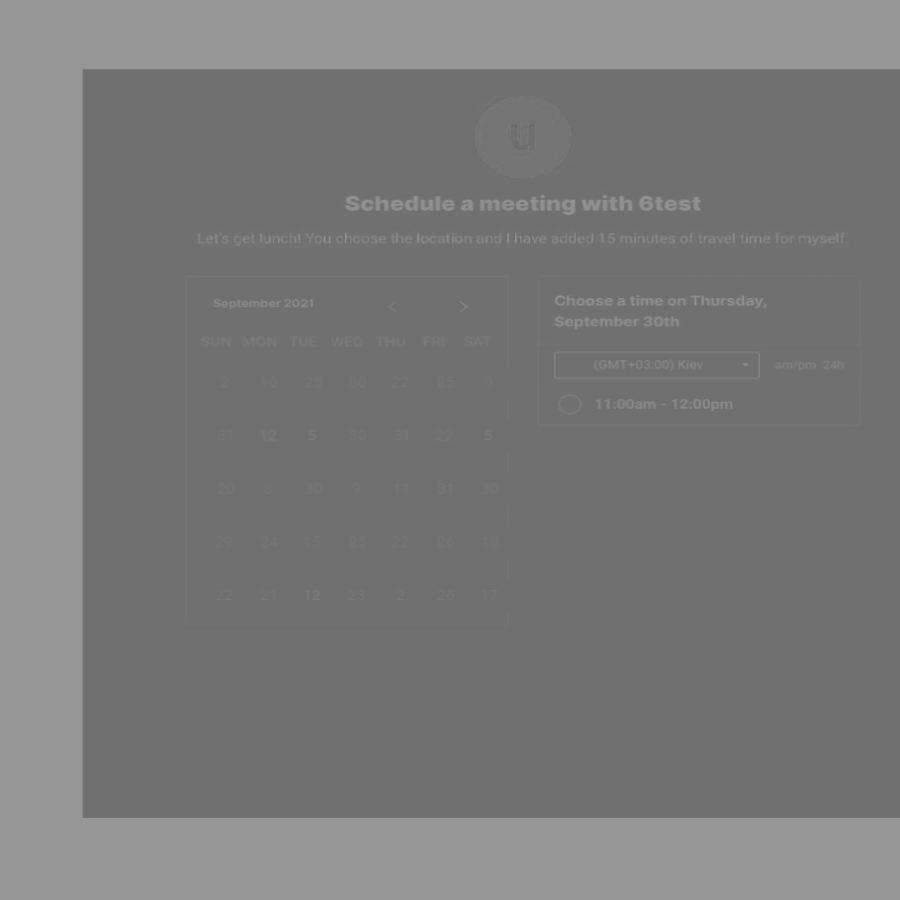 u
Schedule a meeting with 6test
Let's get lunch! You choose the location and I have added 15 minutes of travel time for myself.
September 2021 < >
SUN MON TUE WED THU FRI SAT
2 10 25 30 22 25 9
31 12 5 30 31 22 5
20 8 30 9 11 31 30
29 24 15 25 22 26 18
22 21 12 23 2 26 17
Choose a time on Thursday,
September 30th
(GMT+03:00) Kiev am/pm 24h
11:00am - 12:00pm